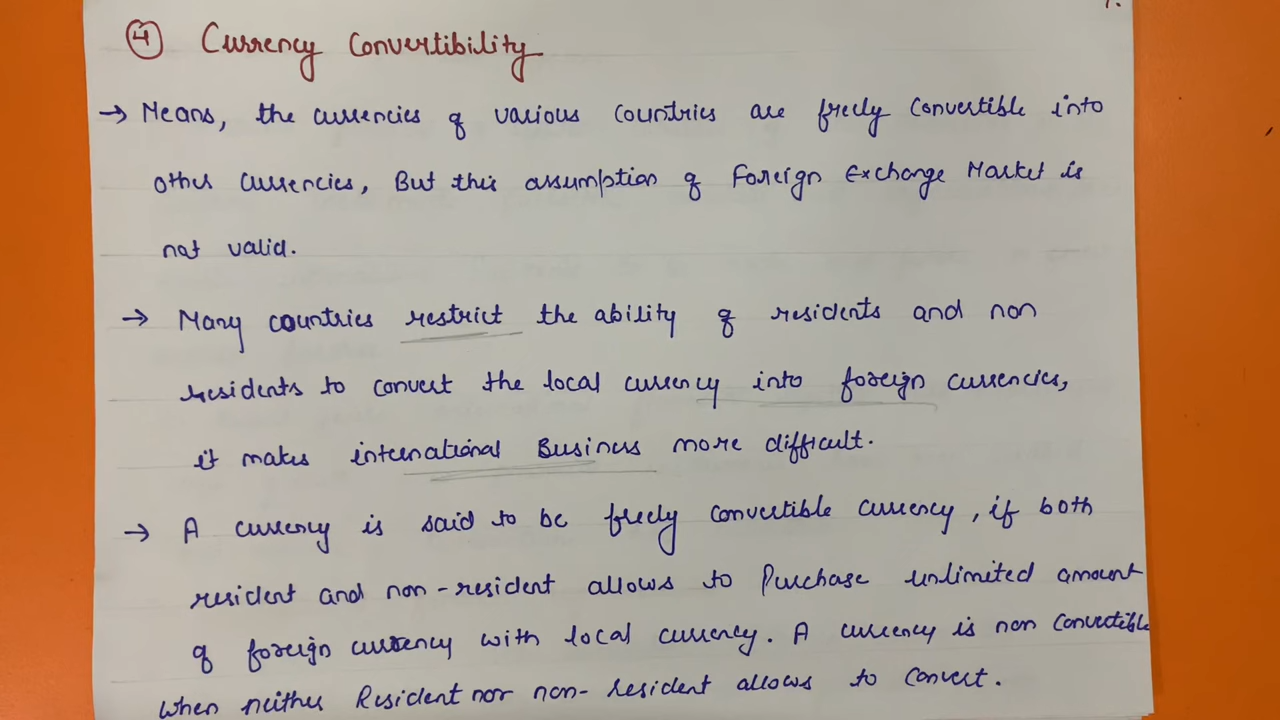 ④ Currency Convertibility
→ Means, the currencies of various countries are freely convertible into
other currencies, But this assumption of Foreign Exchange Market is
not valid.
→ Many countries restrict the ability of residents and non
residents to convert the local currency into foreign currencies,
it makes international Business more difficult.
→ A currency is said to be freely convertible currency, if both
resident and non-resident allows to Purchase unlimited amount
of foreign currency with local currency. A currency is non convertible
when neither Resident nor non-resident allows to convert.